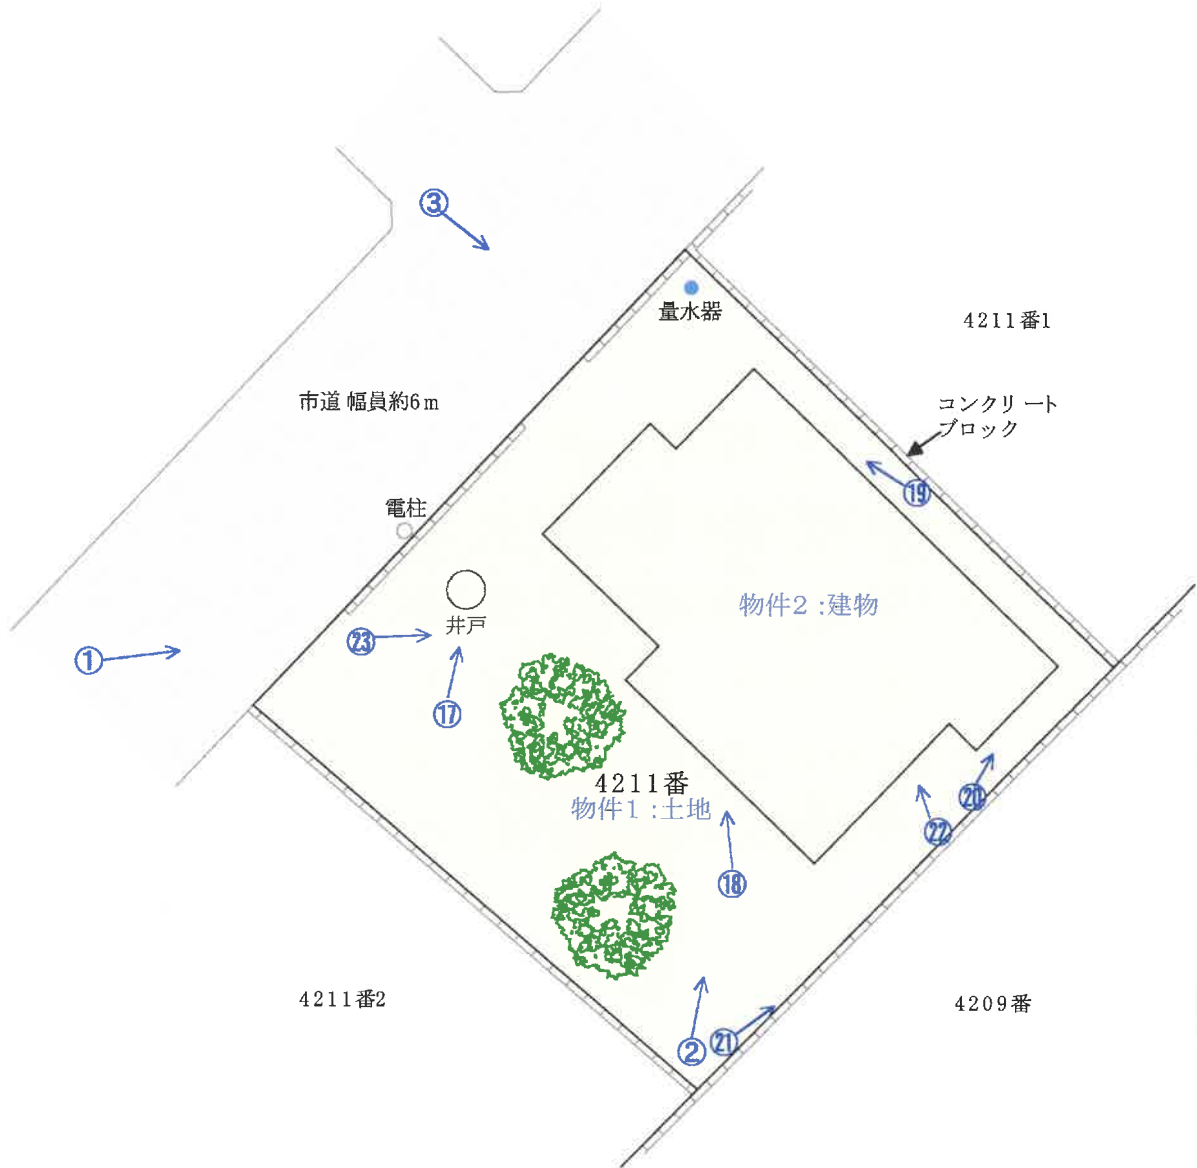 ③
量水器
4211番1
市道 幅員約6m
コンクリート
ブロック
⑲
電柱
物件2:建物
井戸
㉓
①
⑰
4211番
物件1:土地
⑳
㉒
⑱
4211番2
4209番
②
㉑